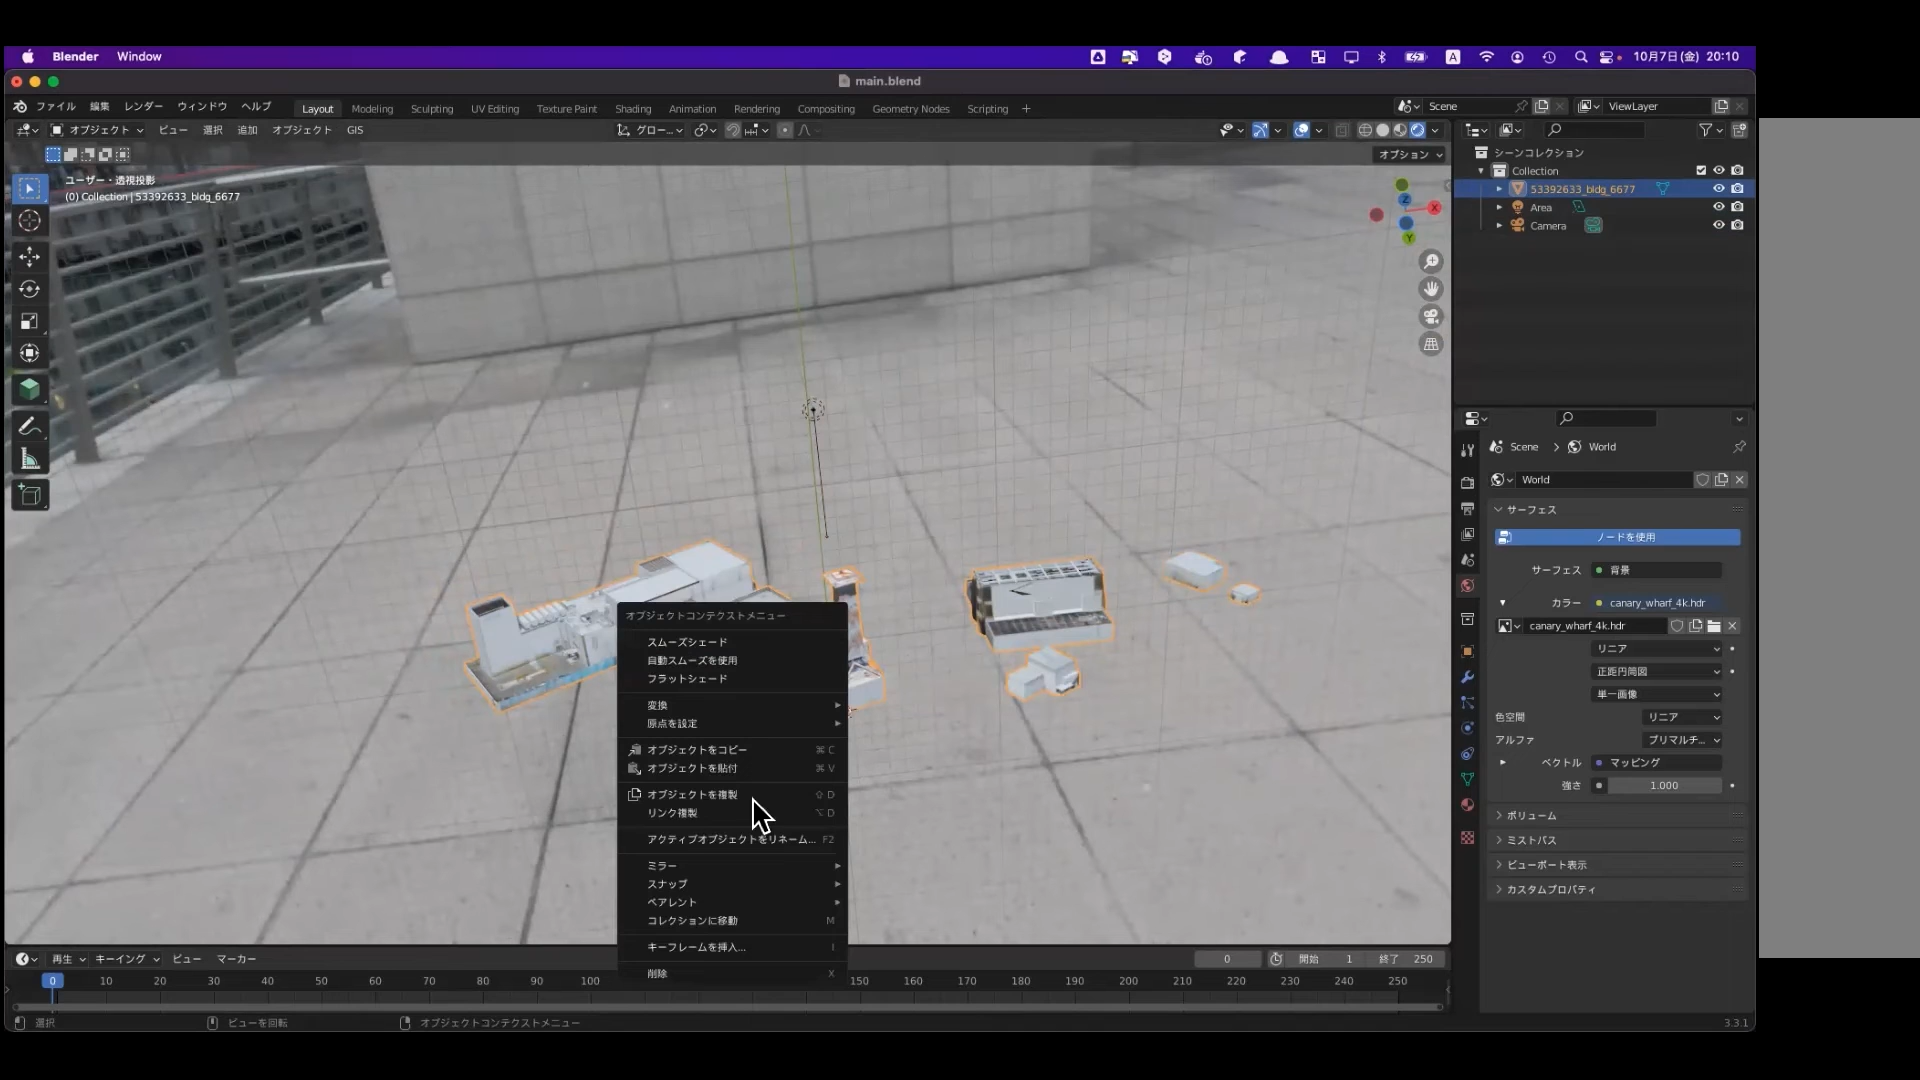 Blender Window
A 10月7日(金) 20:10
main.blend
ファイル 編集 レンダー ウィンドウ ヘルプ Layout Modeling Sculpting UV Editing Texture Paint Shading Animation Rendering Compositing Geometry Nodes Scripting + Scene ViewLayer
オブジェクト ビュー 選択 追加 オブジェクト GIS グロー...
オプション
シーンコレクション
Collection
53392633_bldg_6677
Area
Camera
ユーザー・透視投影
(0) Collection | 53392633_bldg_6677
Z
X
Y
Scene > World
World
サーフェス
ノードを使用
サーフェス 背景
カラー canary_wharf_4k.hdr
canary_wharf_4k.hdr
リニア
正距円筒図
単一画像
色空間 リニア
アルファ プリマルチ...
ベクトル マッピング
強さ 1.000
ボリューム
ミストパス
ビューポート表示
カスタムプロパティ
オブジェクトコンテクストメニュー
スムーズシェード
自動スムーズを使用
フラットシェード
変換
原点を設定
オブジェクトをコピー ⌘ C
オブジェクトを貼付 ⌘ V
オブジェクトを複製 ⇧ D
リンク複製 ⌥ D
アクティブオブジェクトをリネーム... F2
ミラー
スナップ
ペアレント
コレクションに移動 M
キーフレームを挿入... I
削除 X
再生 キーイング ビュー マーカー 0 開始 1 終了 250
0 10 20 30 40 50 60 70 80 90 100 150 160 170 180 190 200 210 220 230 240 250
選択 ビューを回転 オブジェクトコンテクストメニュー 3.3.1